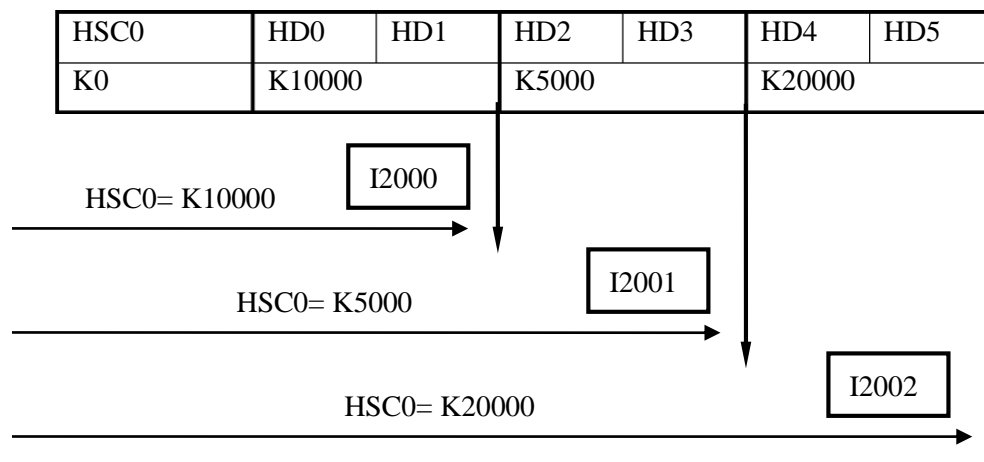 HSC0 HD0 HD1 HD2 HD3 HD4 HD5
K0 K10000 K5000 K20000
I2000
HSC0= K10000
I2001
HSC0= K5000
I2002
HSC0= K20000